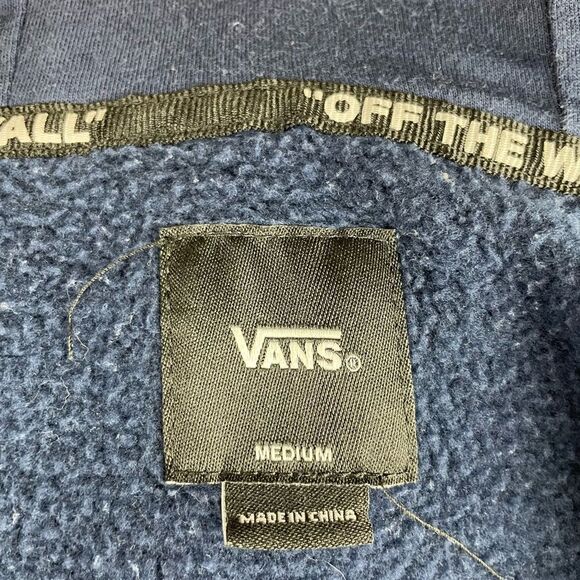 ALL" "OFF THE W
VANS®
MEDIUM
MADE IN CHINA